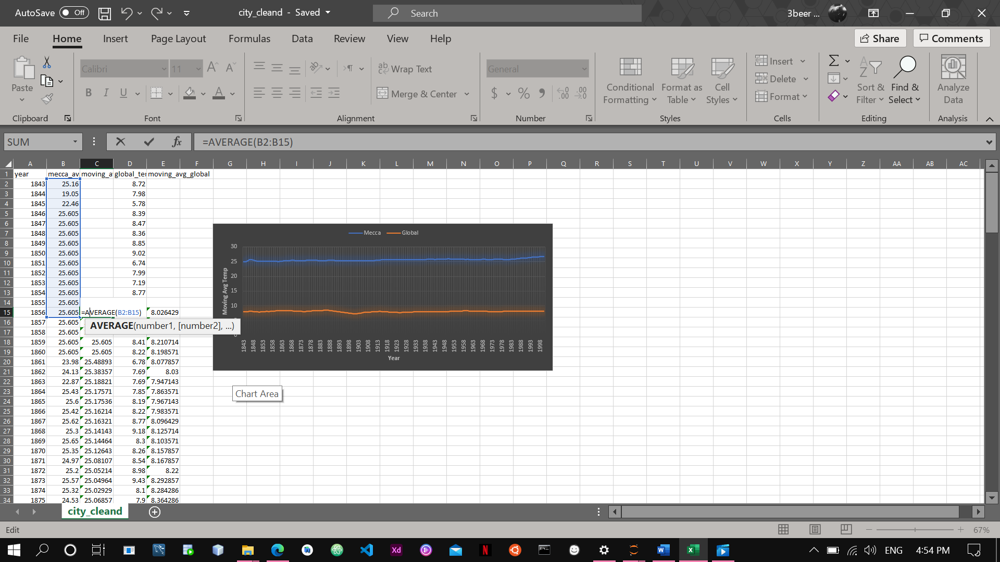 AutoSave Off city_cleand - Saved Search 3beer ...
File Home Insert Page Layout Formulas Data Review View Help Share Comments
Calibri 11 Wrap Text General Insert
Paste Conditional Formatting Format as Table Cell Styles Delete Sort & Filter Find & Select Analyze Data
B I U A Merge & Center $ % Format
Clipboard Font Alignment Number Styles Cells Editing Analysis
SUM fx =AVERAGE(B2:B15)
A B C D E F G H I J K L M N O P Q R S T U V W X Y Z AA AB AC
1 year mecca_av moving_a global_ter moving_avg_global
2 1843 25.16 8.72
3 1844 19.05 7.98
4 1845 22.46 5.78
5 1846 25.605 8.39
6 1847 25.605 8.47
7 1848 25.605 8.36
8 1849 25.605 8.85
9 1850 25.605 9.02
10 1851 25.605 6.74
11 1852 25.605 7.99
12 1853 25.605 7.19
13 1854 25.605 8.77
14 1855 25.605
15 1856 25.605 =AVERAGE(B2:B15) 8.026429
16 1857 25.605
AVERAGE(number1, [number2], ...)
17 1858 25.605
18 1859 25.605 25.605 8.41 8.210714
19 1860 25.605 25.605 8.22 8.198571
20 1861 23.98 25.48893 6.78 8.077857
21 1862 24.13 25.38357 7.69 8.03
22 1863 22.87 25.18821 7.69 7.947143
23 1864 25.43 25.17571 7.85 7.863571
24 1865 25.6 25.17536 8.19 7.967143
25 1866 25.42 25.16214 8.22 7.983571
26 1867 25.62 25.16321 8.77 8.096429
27 1868 25.3 25.14143 9.18 8.125714
28 1869 25.65 25.14464 8.3 8.103571
29 1870 25.35 25.12643 8.26 8.157857
30 1871 24.97 25.08107 8.54 8.167857
31 1872 25.2 25.05214 8.98 8.22
32 1873 25.57 25.04964 9.43 8.292857
33 1874 25.32 25.02929 8.1 8.284286
34 1875 24.53 25.06857 7.9 8.364286
Mecca Global
30
25
20
15
10
Moving Avg Temp
1843 1848 1853 1858 1863 1868 1873 1878 1883 1888 1893 1898 1903 1908 1913 1918 1923 1928 1933 1938 1943 1948 1953 1958 1963 1968 1973 1978 1983 1988 1993 1998
Year
Chart Area
city_cleand
Edit 67%
Xd N W X ENG 4:54 PM